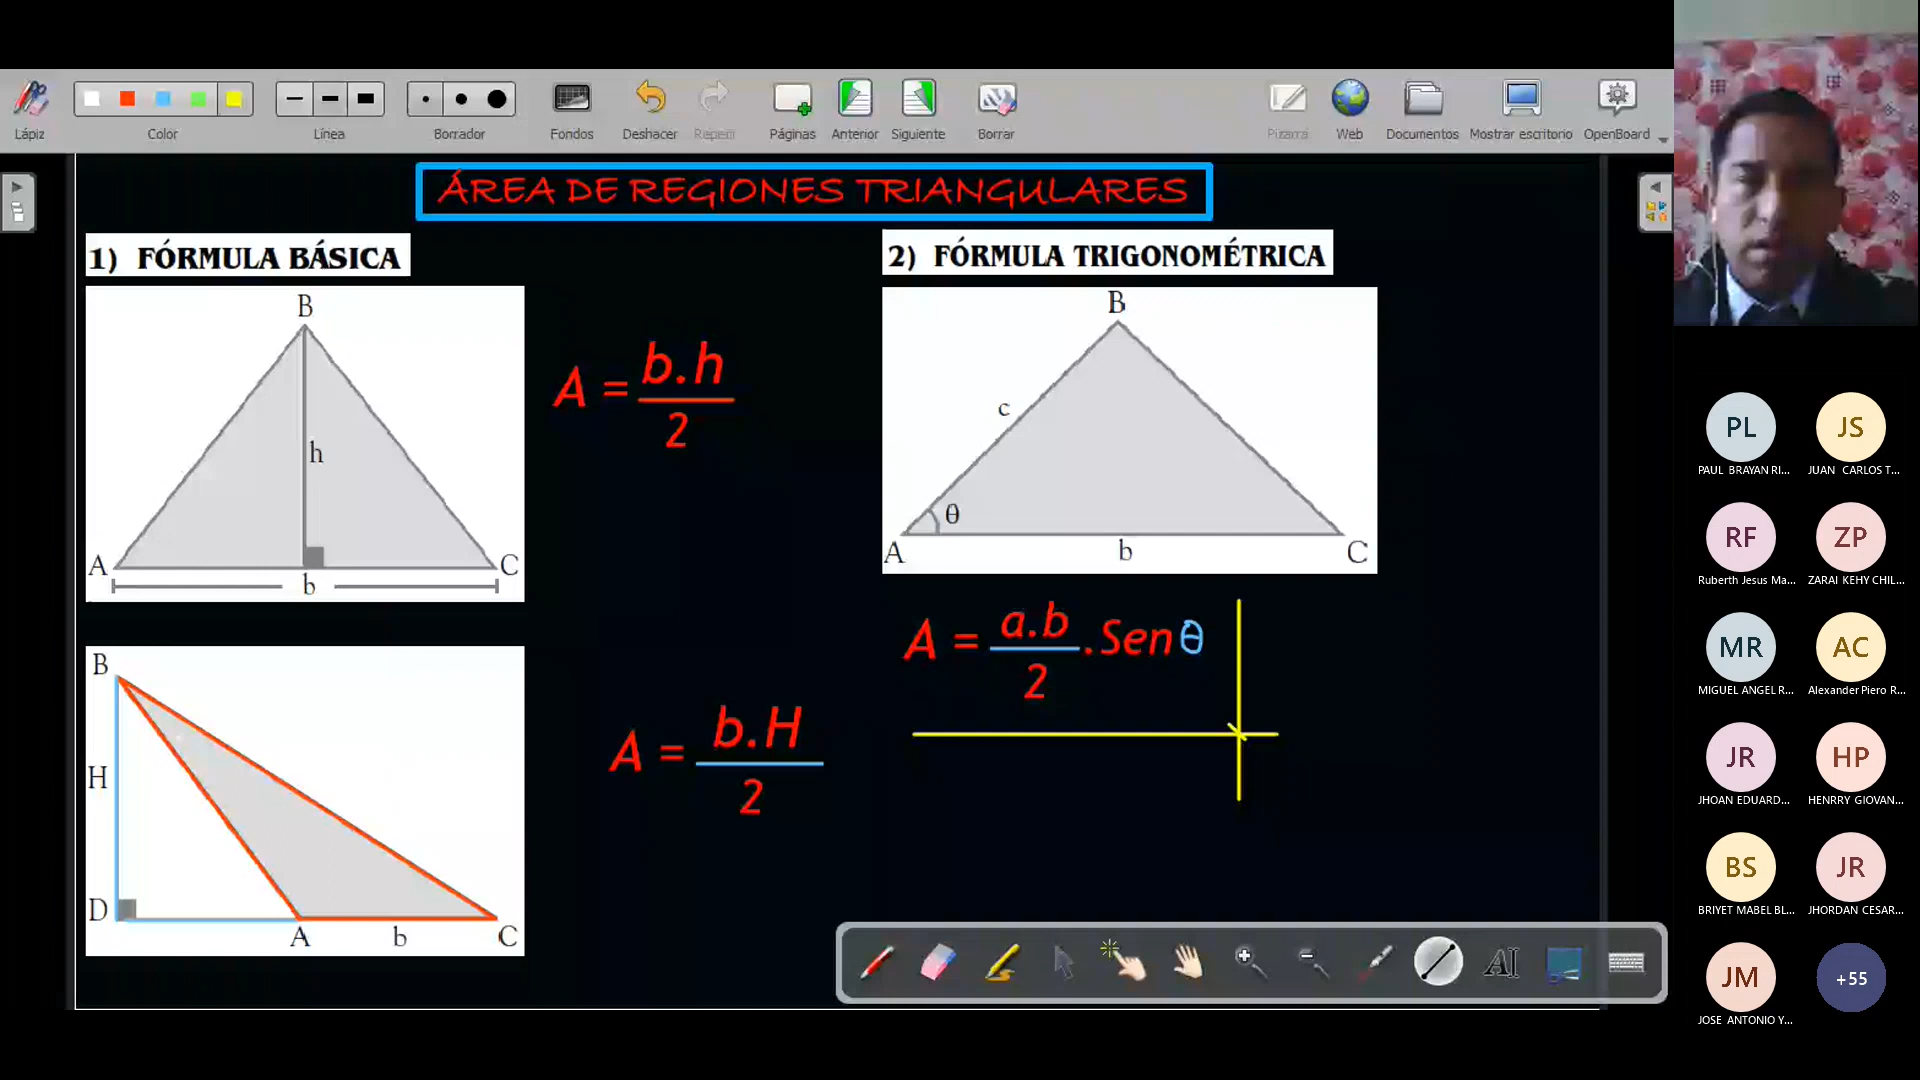 Lápiz
Color
Línea
Borrador
Fondos
Deshacer
Repetir
Páginas
Anterior
Siguiente
Borrar
Pizarra
Web
Documentos
Mostrar escritorio
OpenBoard
ÁREA DE REGIONES TRIANGULARES
1) FÓRMULA BÁSICA
B
h
A
C
b
A = b.h / 2
B
H
D
A
b
C
A = b.H / 2
2) FÓRMULA TRIGONOMÉTRICA
B
c
θ
A
b
C
A = a.b / 2 . Sen θ
AI
PL
JS
PAUL BRAYAN RI...
JUAN CARLOS T...
RF
ZP
Ruberth Jesus Ma...
ZARAI KEHY CHIL...
MR
AC
MIGUEL ANGEL R...
Alexander Piero R...
JR
HP
JHOAN EDUARD...
HENRRY GIOVAN...
BS
JR
BRIYET MABEL BL...
JHORDAN CESAR...
JM
+55
JOSE ANTONIO Y...